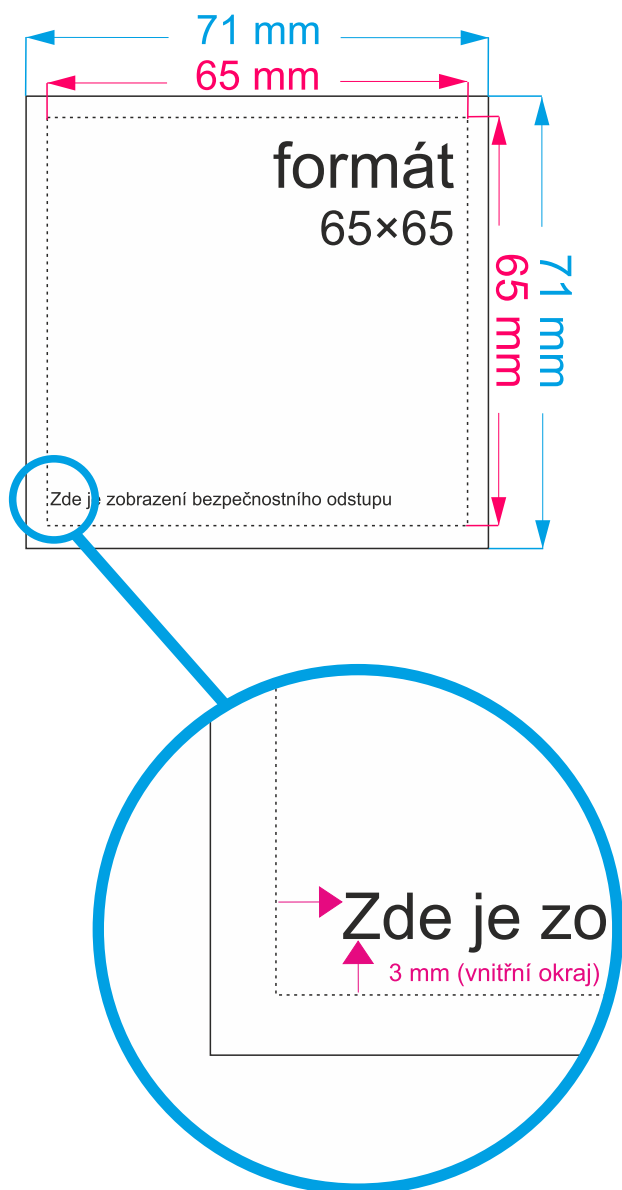 71 mm
65 mm
formát
65×65
65 mm
71 mm
Zde je zobrazení bezpečnostního odstupu
Zde je zo
3 mm (vnitřní okraj)